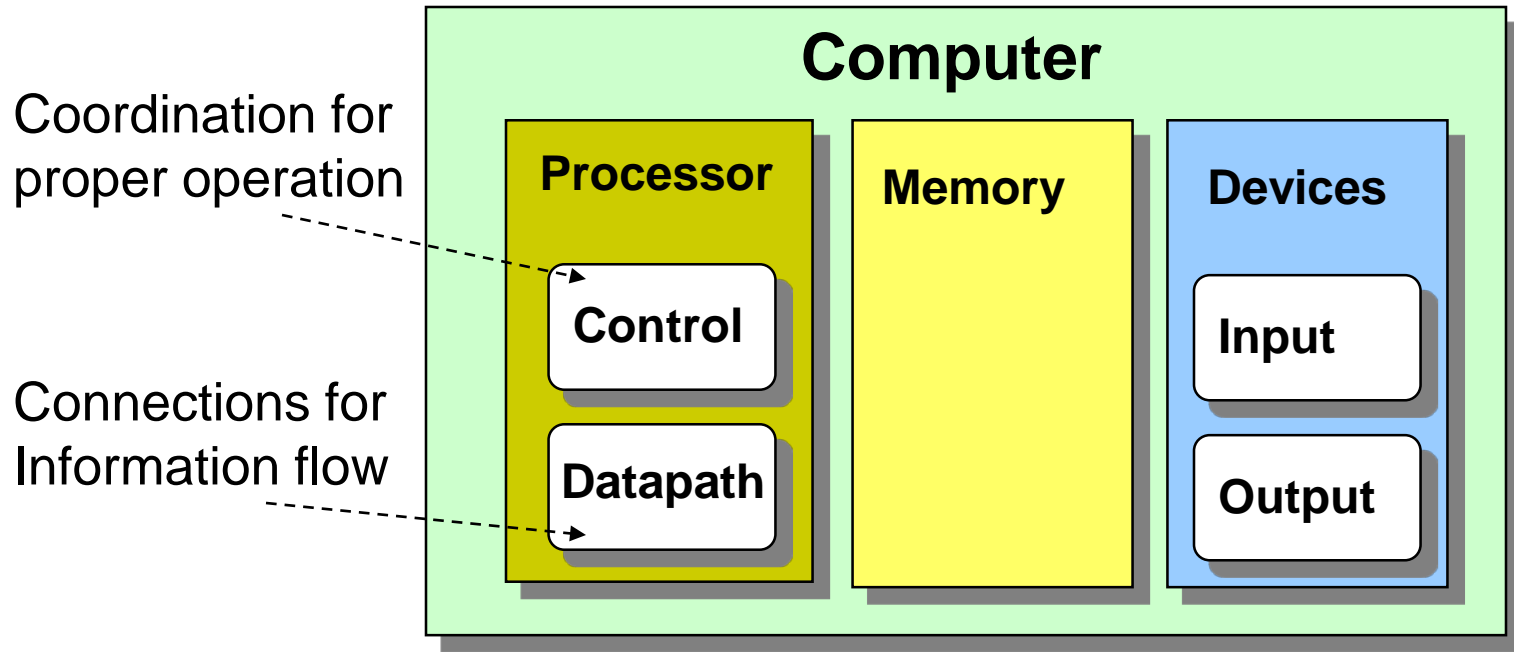 Computer
Coordination for
proper operation
Connections for
Information flow
Processor
Control
Datapath
Memory
Devices
Input
Output